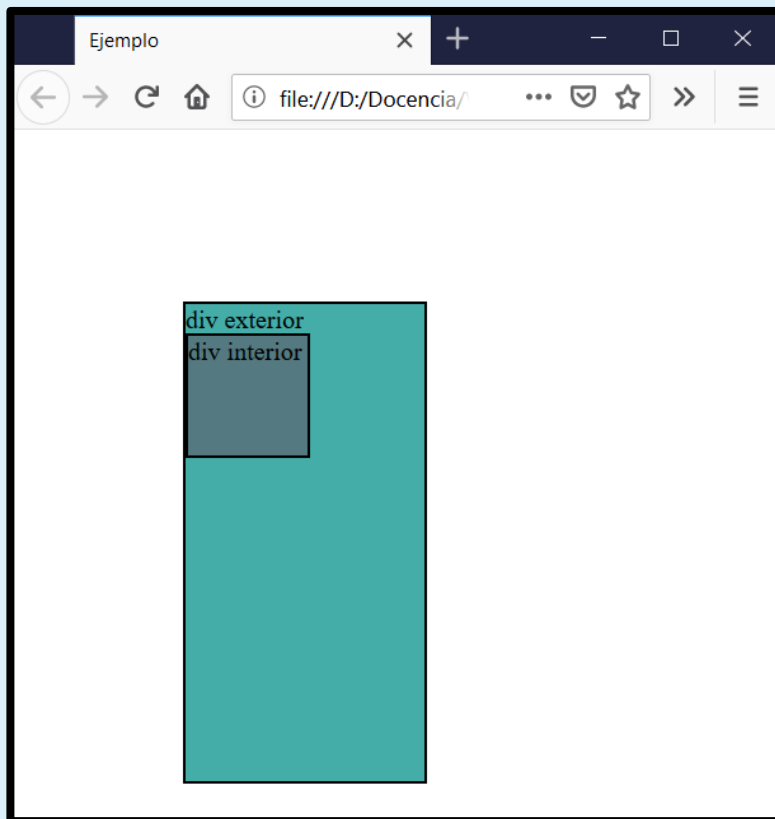 Ejemplo
file:///D:/Docencia/
div exterior
div interior